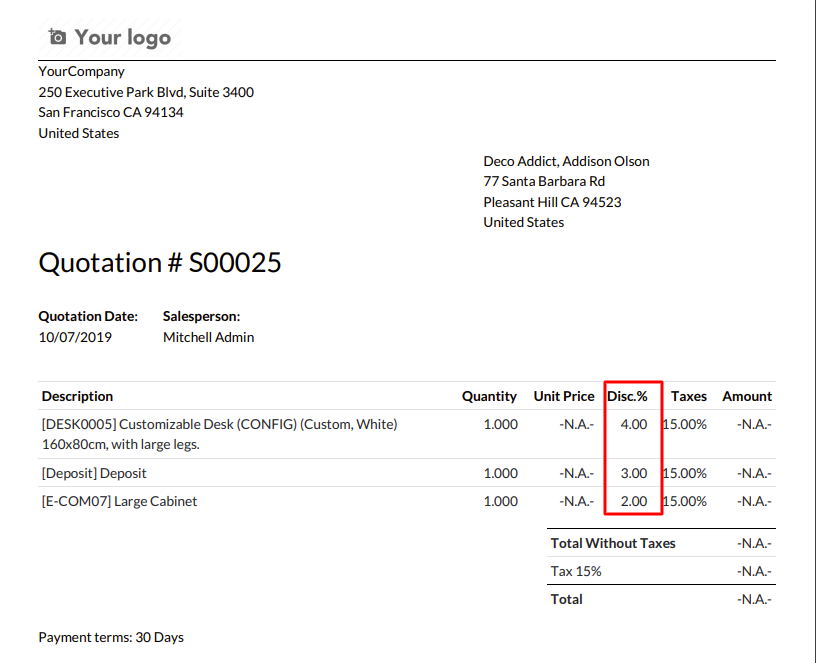 Your logo
YourCompany
250 Executive Park Blvd, Suite 3400
San Francisco CA 94134
United States
Deco Addict, Addison Olson
77 Santa Barbara Rd
Pleasant Hill CA 94523
United States
Quotation # S00025
Quotation Date: Salesperson:
10/07/2019 Mitchell Admin
Description Quantity Unit Price Disc.% Taxes Amount
[DESK0005] Customizable Desk (CONFIG) (Custom, White) 1.000 -N.A.- 4.00 15.00% -N.A.-
160x80cm, with large legs.
[Deposit] Deposit 1.000 -N.A.- 3.00 15.00% -N.A.-
[E-COM07] Large Cabinet 1.000 -N.A.- 2.00 15.00% -N.A.-
Total Without Taxes -N.A.-
Tax 15% -N.A.-
Total -N.A.-
Payment terms: 30 Days